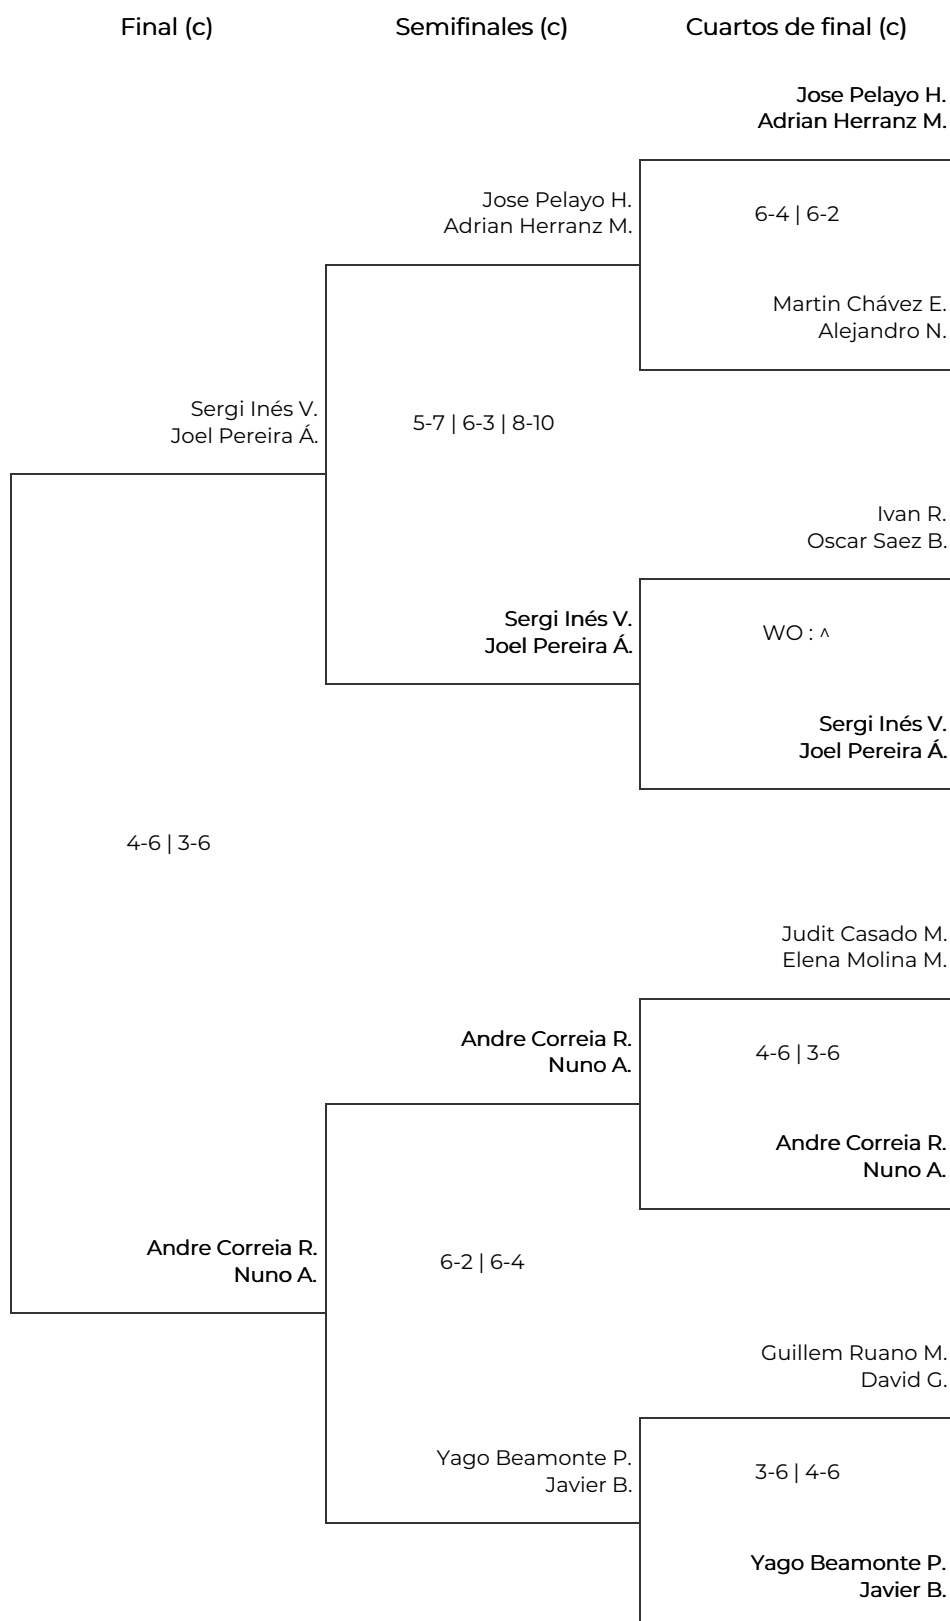 Final (c)
Semifinales (c)
Cuartos de final (c)
Jose Pelayo H.
Adrian Herranz M.
Jose Pelayo H.
Adrian Herranz M.
6-4 | 6-2
Martin Chávez E.
Alejandro N.
Sergi Inés V.
Joel Pereira Á.
5-7 | 6-3 | 8-10
Ivan R.
Oscar Saez B.
Sergi Inés V.
Joel Pereira Á.
WO : ^
Sergi Inés V.
Joel Pereira Á.
4-6 | 3-6
Judit Casado M.
Elena Molina M.
Andre Correia R.
Nuno A.
4-6 | 3-6
Andre Correia R.
Nuno A.
Andre Correia R.
Nuno A.
6-2 | 6-4
Guillem Ruano M.
David G.
Yago Beamonte P.
Javier B.
3-6 | 4-6
Yago Beamonte P.
Javier B.